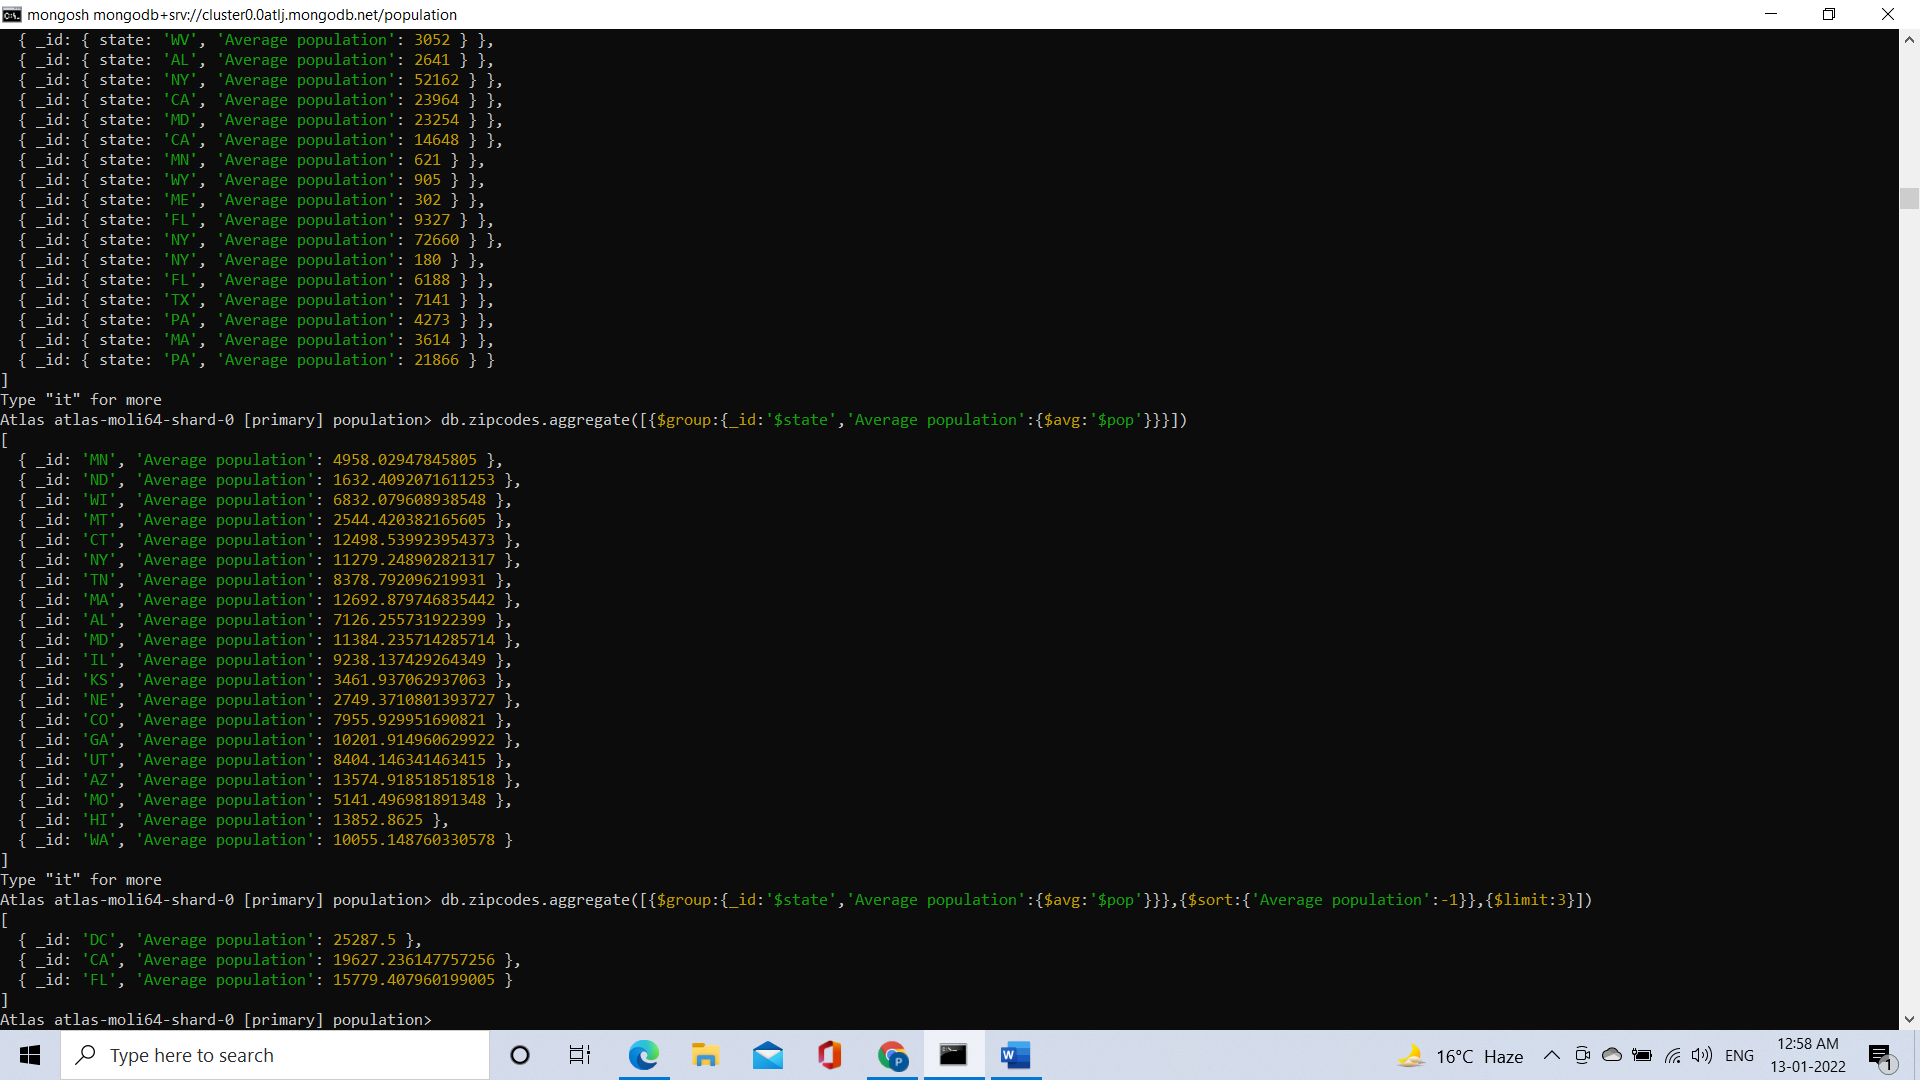 mongosh mongodb+srv://cluster0.0atlj.mongodb.net/population
{ _id: { state: 'WV', 'Average population': 3052 } },
{ _id: { state: 'AL', 'Average population': 2641 } },
{ _id: { state: 'NY', 'Average population': 52162 } },
{ _id: { state: 'CA', 'Average population': 23964 } },
{ _id: { state: 'MD', 'Average population': 23254 } },
{ _id: { state: 'CA', 'Average population': 14648 } },
{ _id: { state: 'MN', 'Average population': 621 } },
{ _id: { state: 'WY', 'Average population': 905 } },
{ _id: { state: 'ME', 'Average population': 302 } },
{ _id: { state: 'FL', 'Average population': 9327 } },
{ _id: { state: 'NY', 'Average population': 72660 } },
{ _id: { state: 'NY', 'Average population': 180 } },
{ _id: { state: 'FL', 'Average population': 6188 } },
{ _id: { state: 'TX', 'Average population': 7141 } },
{ _id: { state: 'PA', 'Average population': 4273 } },
{ _id: { state: 'MA', 'Average population': 3614 } },
{ _id: { state: 'PA', 'Average population': 21866 } }
]
Type "it" for more
Atlas atlas-moli64-shard-0 [primary] population> db.zipcodes.aggregate([{$group:{_id:'$state','Average population':{$avg:'$pop'}}}])
[
{ _id: 'MN', 'Average population': 4958.02947845805 },
{ _id: 'ND', 'Average population': 1632.4092071611253 },
{ _id: 'WI', 'Average population': 6832.079608938548 },
{ _id: 'MT', 'Average population': 2544.420382165605 },
{ _id: 'CT', 'Average population': 12498.539923954373 },
{ _id: 'NY', 'Average population': 11279.248902821317 },
{ _id: 'TN', 'Average population': 8378.792096219931 },
{ _id: 'MA', 'Average population': 12692.879746835442 },
{ _id: 'AL', 'Average population': 7126.255731922399 },
{ _id: 'MD', 'Average population': 11384.235714285714 },
{ _id: 'IL', 'Average population': 9238.137429264349 },
{ _id: 'KS', 'Average population': 3461.937062937063 },
{ _id: 'NE', 'Average population': 2749.3710801393727 },
{ _id: 'CO', 'Average population': 7955.929951690821 },
{ _id: 'GA', 'Average population': 10201.914960629922 },
{ _id: 'UT', 'Average population': 8404.146341463415 },
{ _id: 'AZ', 'Average population': 13574.918518518518 },
{ _id: 'MO', 'Average population': 5141.496981891348 },
{ _id: 'HI', 'Average population': 13852.8625 },
{ _id: 'WA', 'Average population': 10055.148760330578 }
]
Type "it" for more
Atlas atlas-moli64-shard-0 [primary] population> db.zipcodes.aggregate([{$group:{_id:'$state','Average population':{$avg:'$pop'}}},{$sort:{'Average population':-1}},{$limit:3}])
[
{ _id: 'DC', 'Average population': 25287.5 },
{ _id: 'CA', 'Average population': 19627.236147757256 },
{ _id: 'FL', 'Average population': 15779.407960199005 }
]
Atlas atlas-moli64-shard-0 [primary] population>
Type here to search
16°C Haze
ENG
12:58 AM
13-01-2022
1